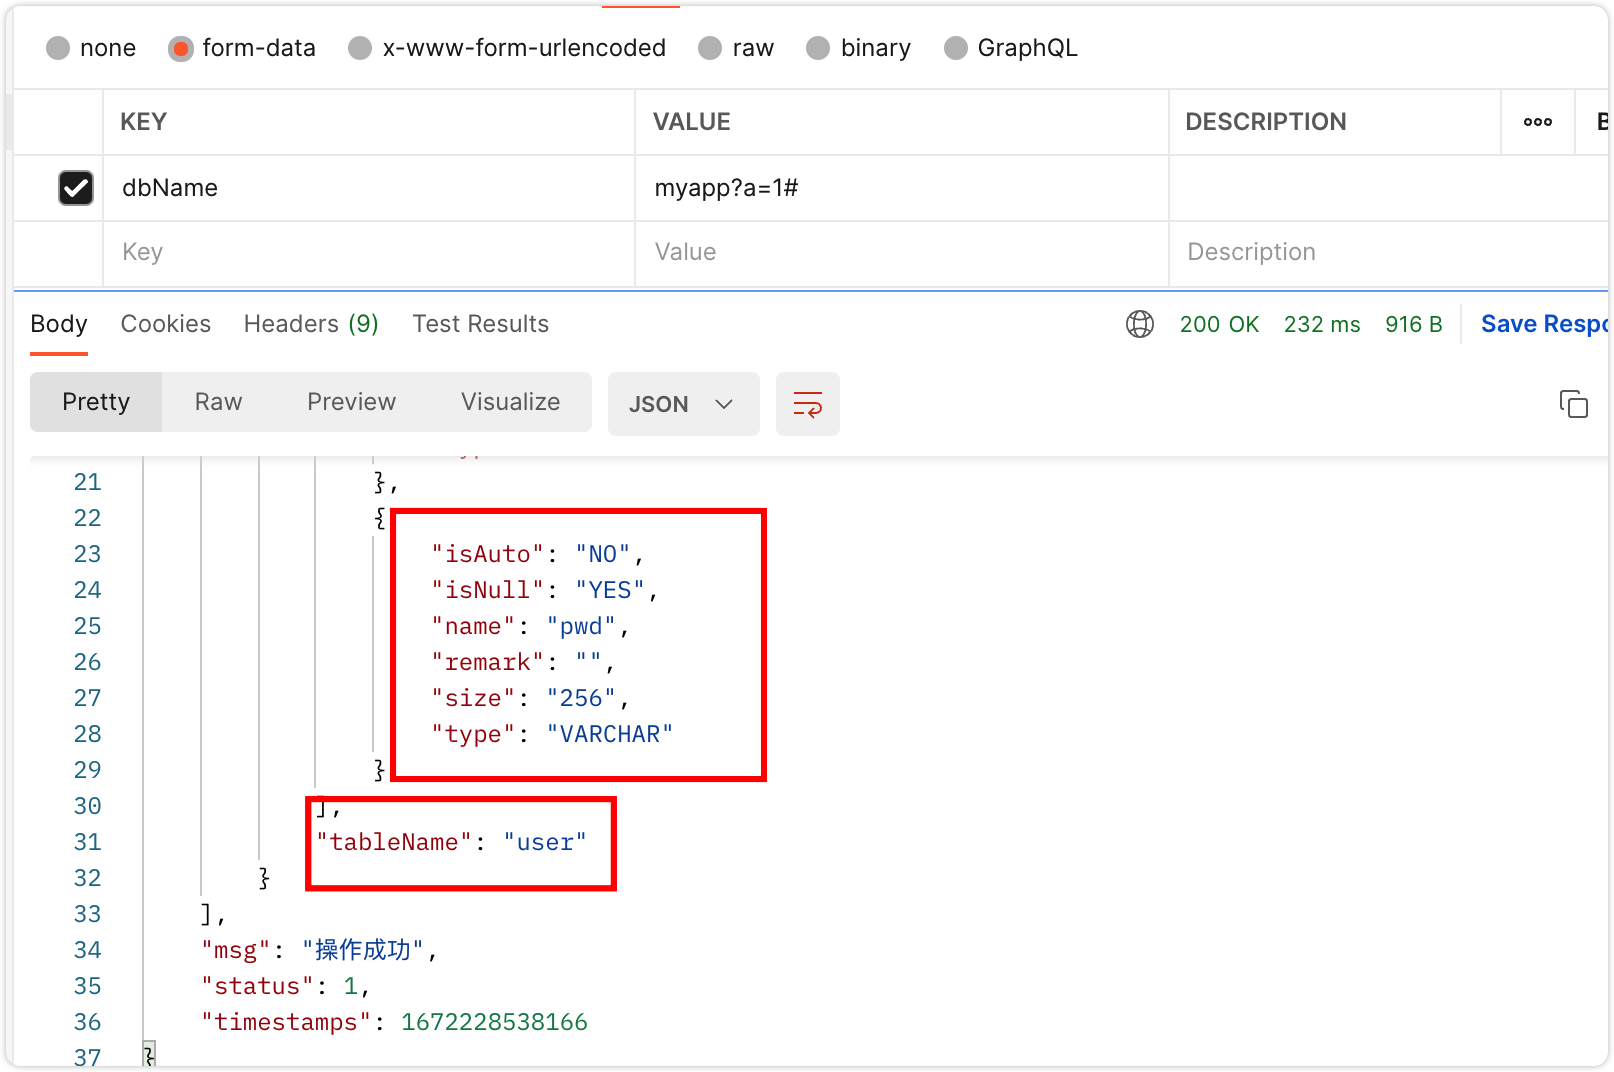 none form-data x-www-form-urlencoded raw binary GraphQL
KEY VALUE DESCRIPTION ooo B
dbName myapp?a=1#
Key Value Description
Body Cookies Headers (9) Test Results 200 OK 232 ms 916 B Save Respo
Pretty Raw Preview Visualize JSON
21 },
22 {
23 "isAuto": "NO",
24 "isNull": "YES",
25 "name": "pwd",
26 "remark": "",
27 "size": "256",
28 "type": "VARCHAR"
29 }
30 ],
31 "tableName": "user"
32 }
33 ],
34 "msg": "操作成功",
35 "status": 1,
36 "timestamps": 1672228538166
37 }